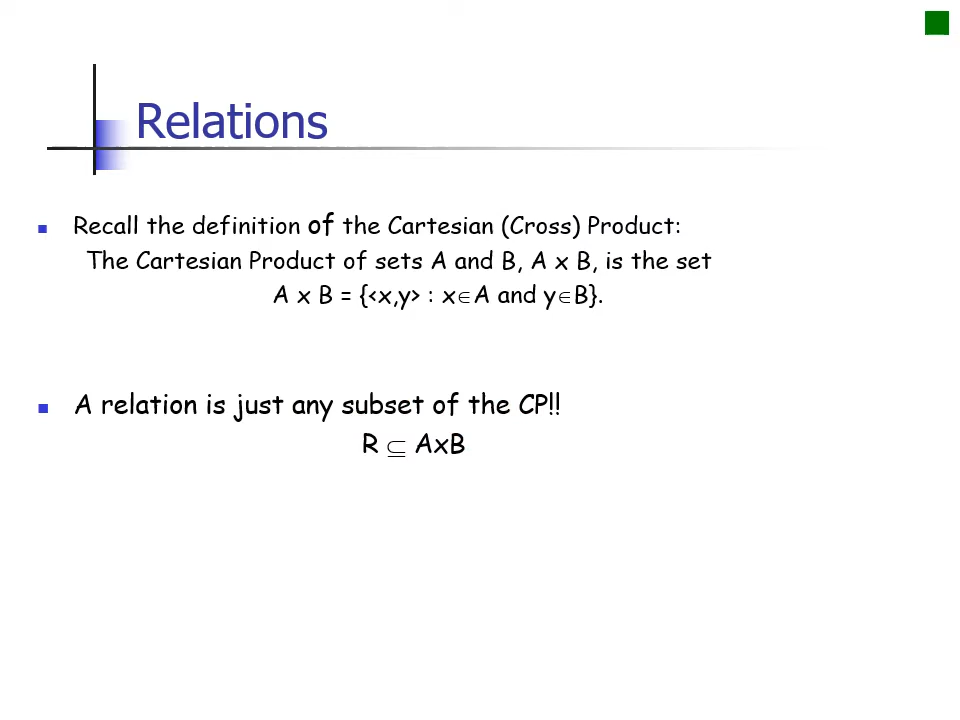 Relations
Recall the definition of the Cartesian (Cross) Product:
The Cartesian Product of sets A and B, A x B, is the set
A x B = {<x,y> : x∈A and y∈B}.
A relation is just any subset of the CP!!
R ⊆ AxB